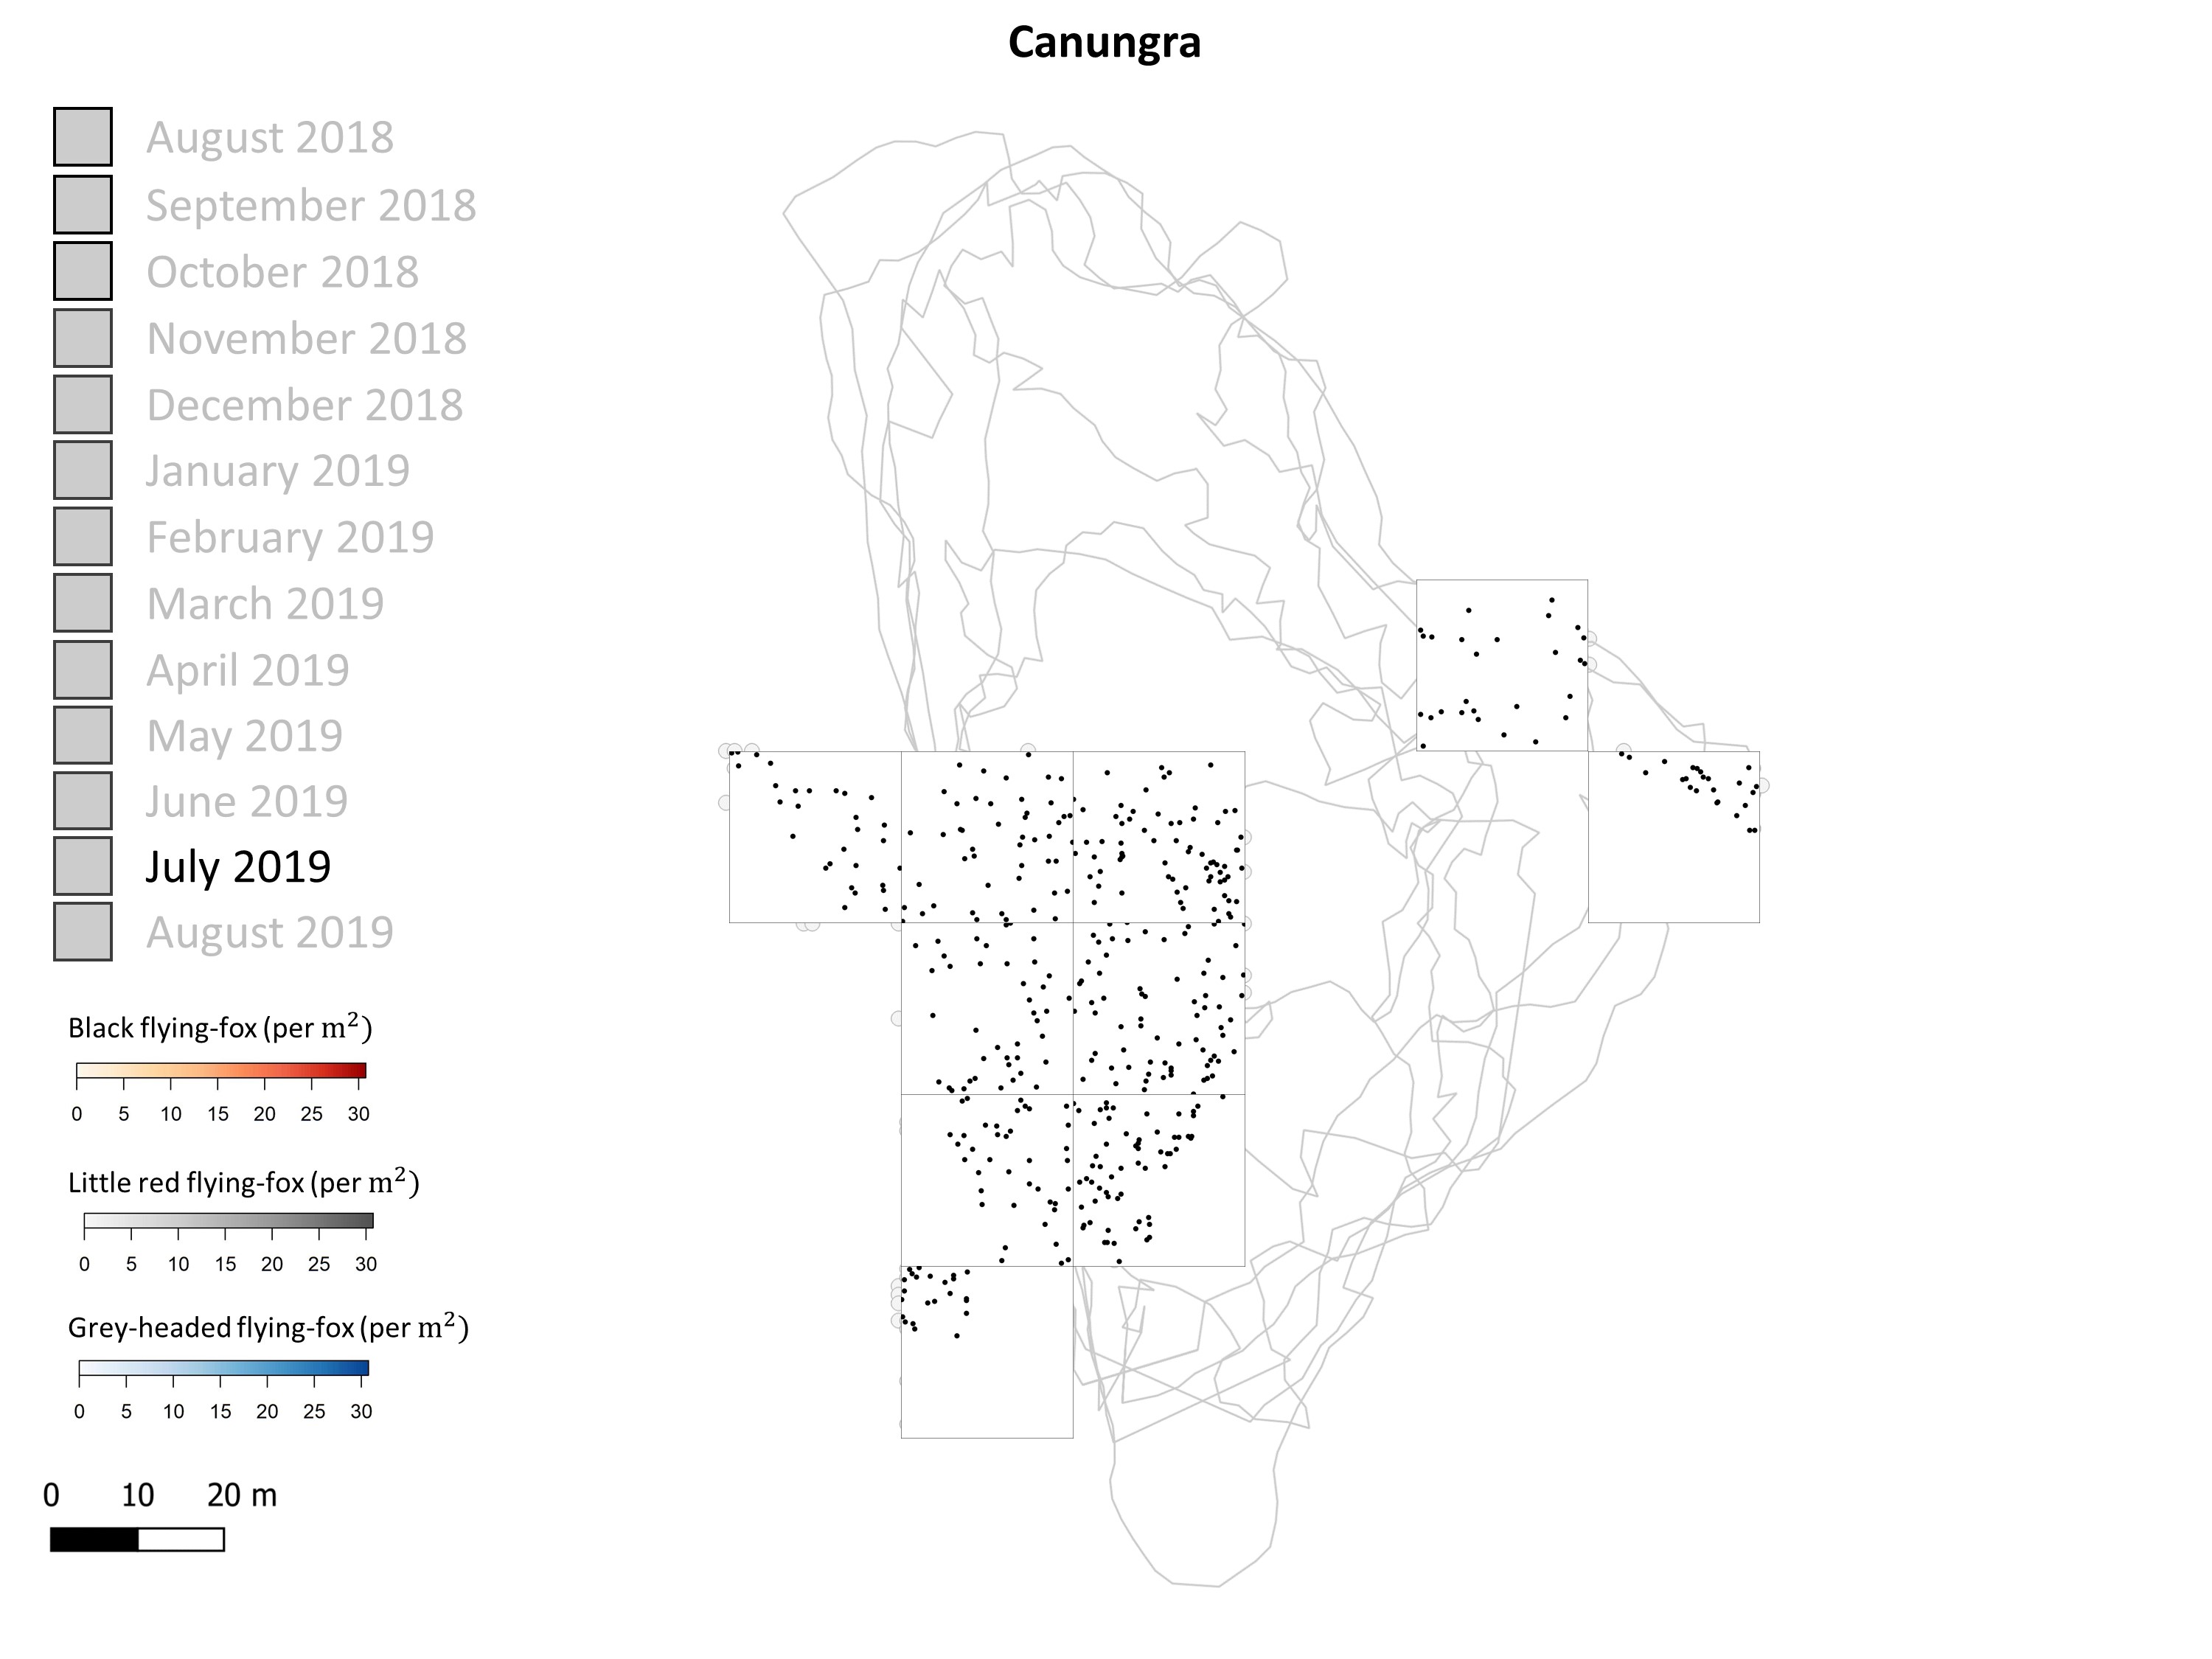 Canungra
August 2018
September 2018
October 2018
November 2018
December 2018
January 2019
February 2019
March 2019
April 2019
May 2019
June 2019
July 2019
August 2019
Black flying-fox (per m²)
0 5 10 15 20 25 30
Little red flying-fox (per m²)
0 5 10 15 20 25 30
Grey-headed flying-fox (per m²)
0 5 10 15 20 25 30
0 10 20 m